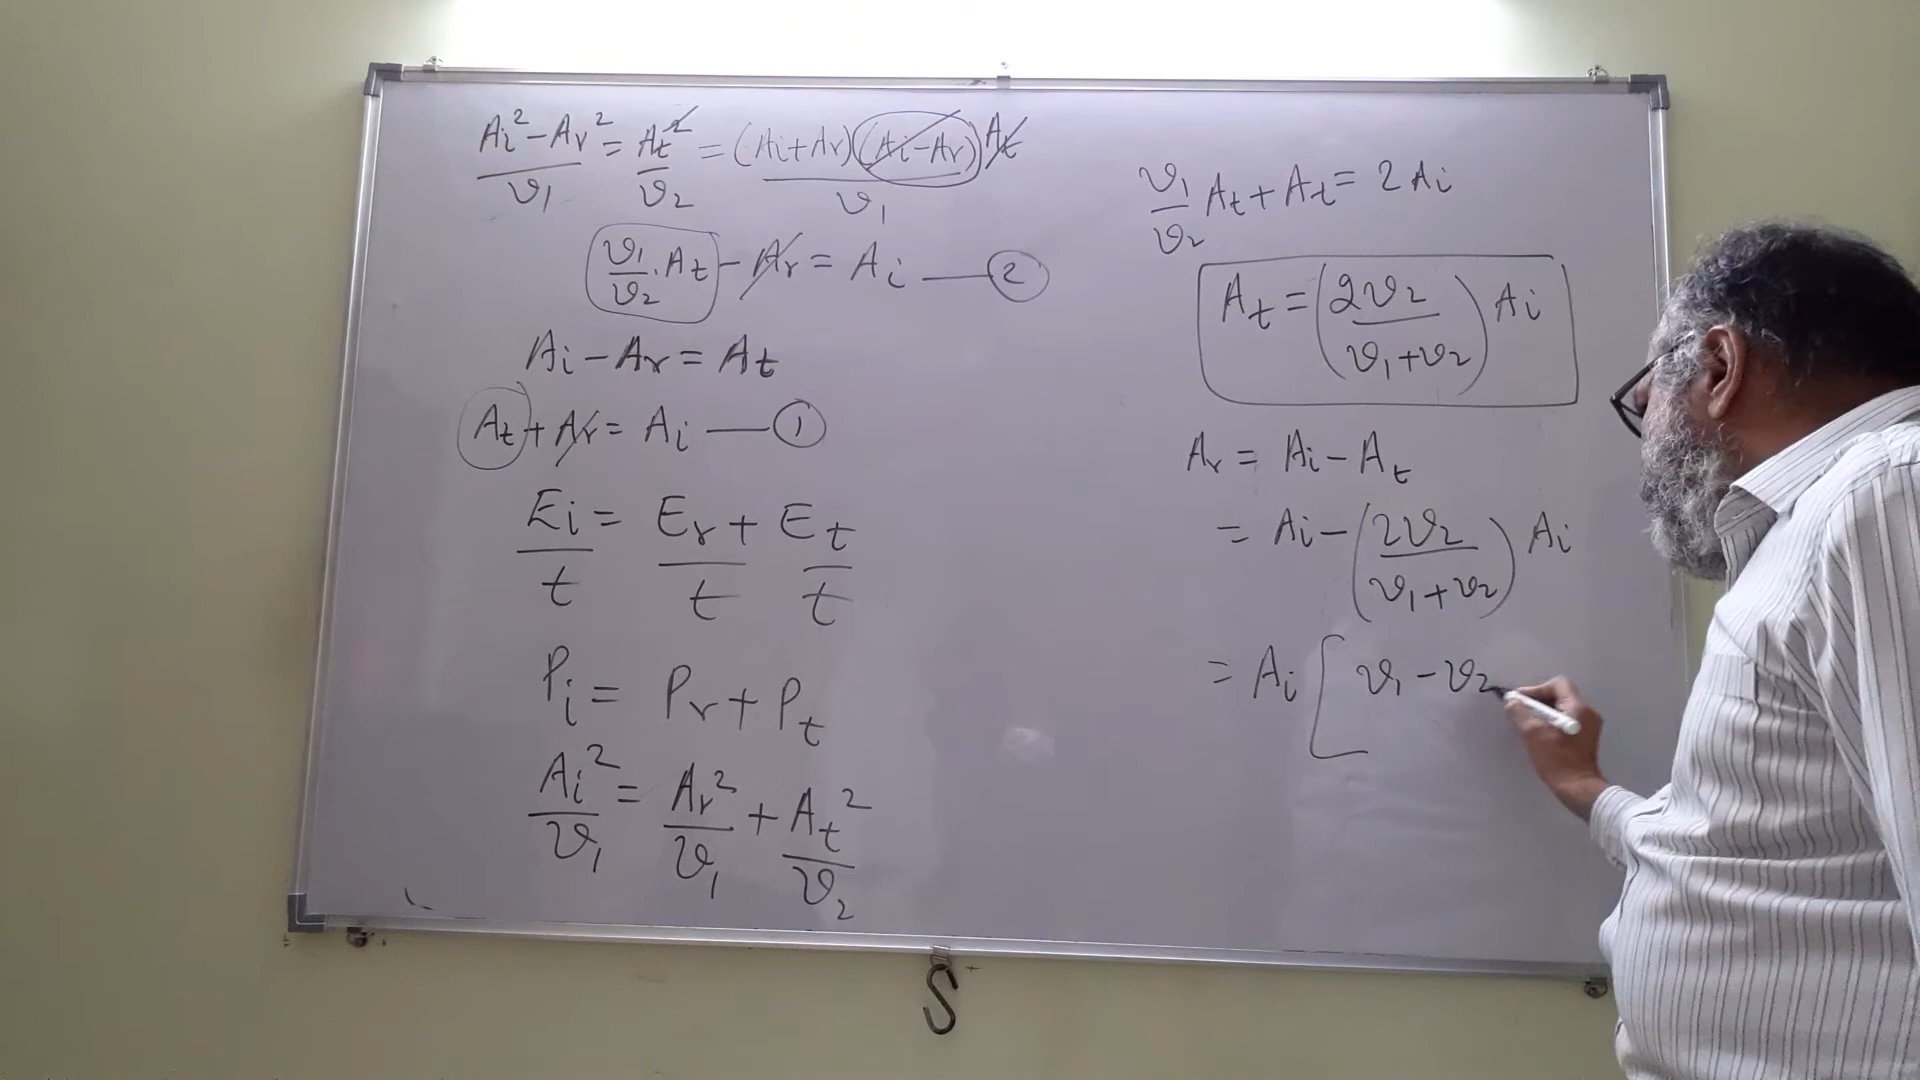 Ai²-Ar²/v1 = At²/v2 = (Ai+Ar)(Ai-Ar)At/v1
v1/v2.At - Ar = Ai — 2
Ai - Ar = At
At + Ar = Ai — 1
Ei/t = Er/t + Et/t
Pi = Pr + Pt
Ai²/v1 = Ar²/v1 + At²/v2
v1/v2 At + At = 2 Ai
At = (2v2/v1+v2) Ai
Ar = Ai - At
= Ai - (2v2/v1+v2) Ai
= Ai [ v1 - v2